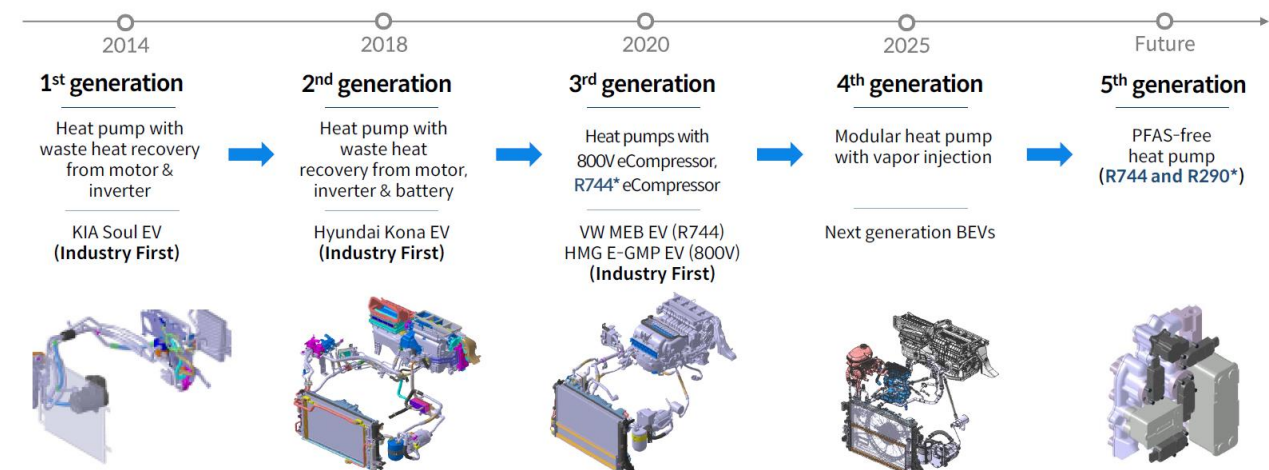 2014
2018
2020
2025
Future
1st generation
Heat pump with
waste heat recovery
from motor &
inverter
KIA Soul EV
(Industry First)
2nd generation
Heat pump with
waste heat
recovery from motor,
inverter & battery
Hyundai Kona EV
(Industry First)
3rd generation
Heat pumps with
800V eCompressor,
R744* eCompressor
VW MEB EV (R744)
HMG E-GMP EV (800V)
(Industry First)
4th generation
Modular heat pump
with vapor injection
Next generation BEVs
5th generation
PFAS-free
heat pump
(R744 and R290*)